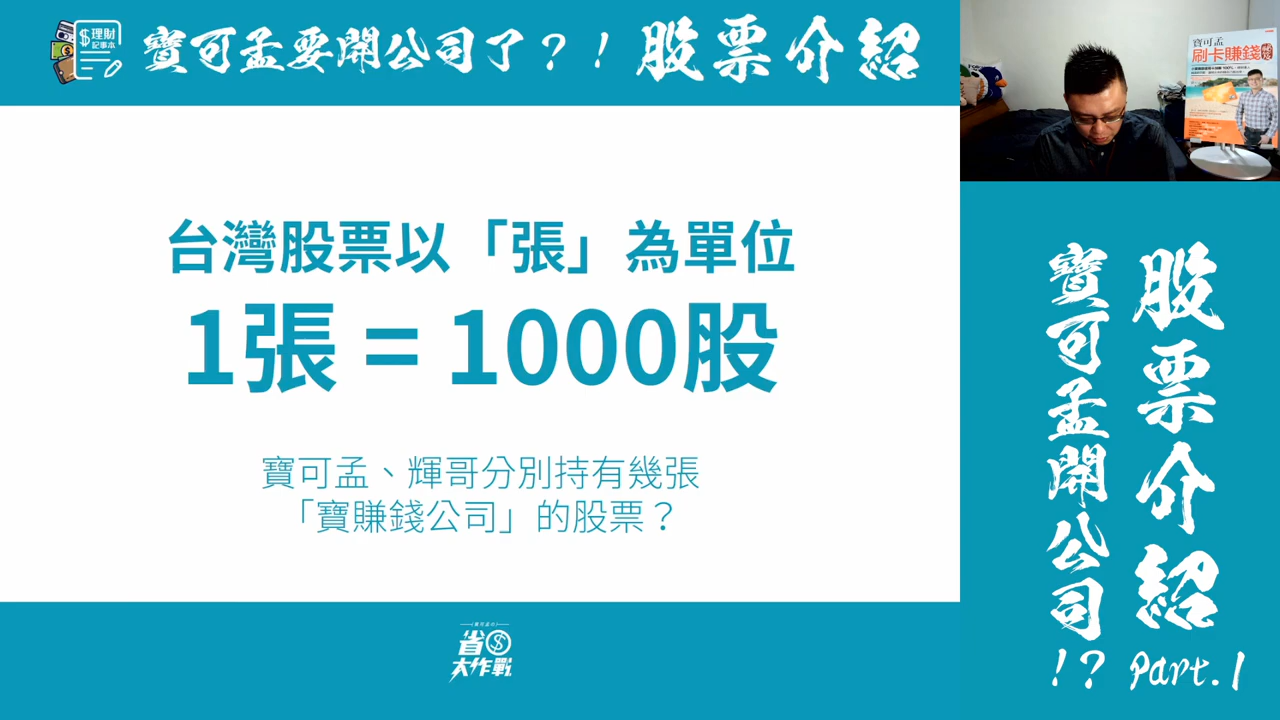 $理財
記事本
寶可孟要開公司了？！股票介紹
寶可孟
刷卡賺錢
台灣股票以「張」為單位
1張 = 1000股
寶可孟、輝哥分別持有幾張
「寶賺錢公司」的股票？
股票介紹 Part.1
寶可孟開公司！？
省$
大作戰